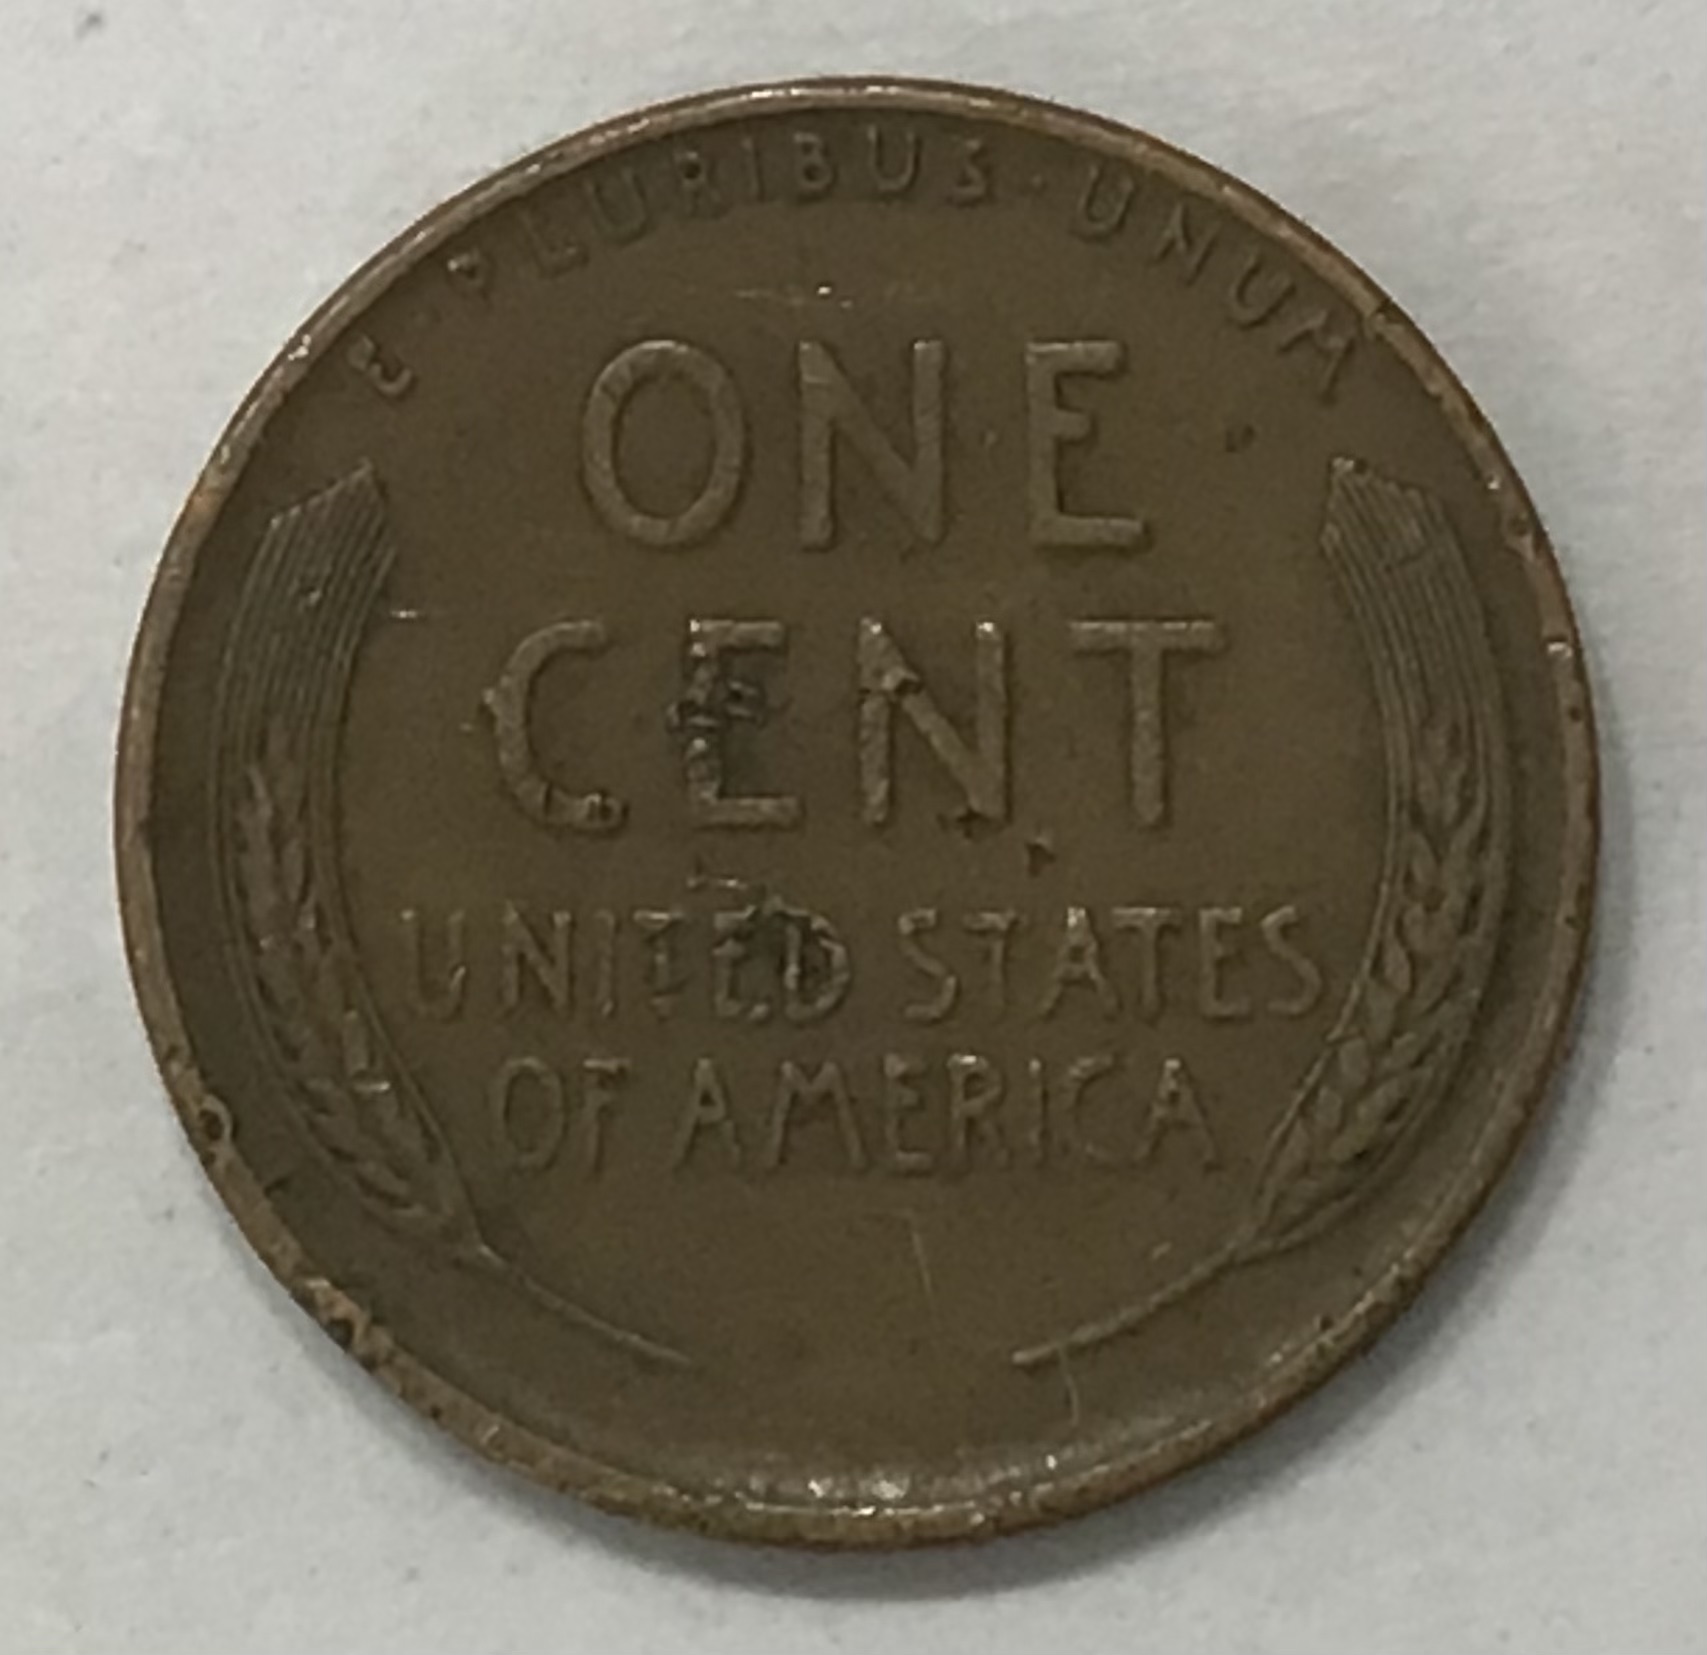 E·PLURIBUS·UNUM
ONE
CENT
UNITED STATES
OF AMERICA